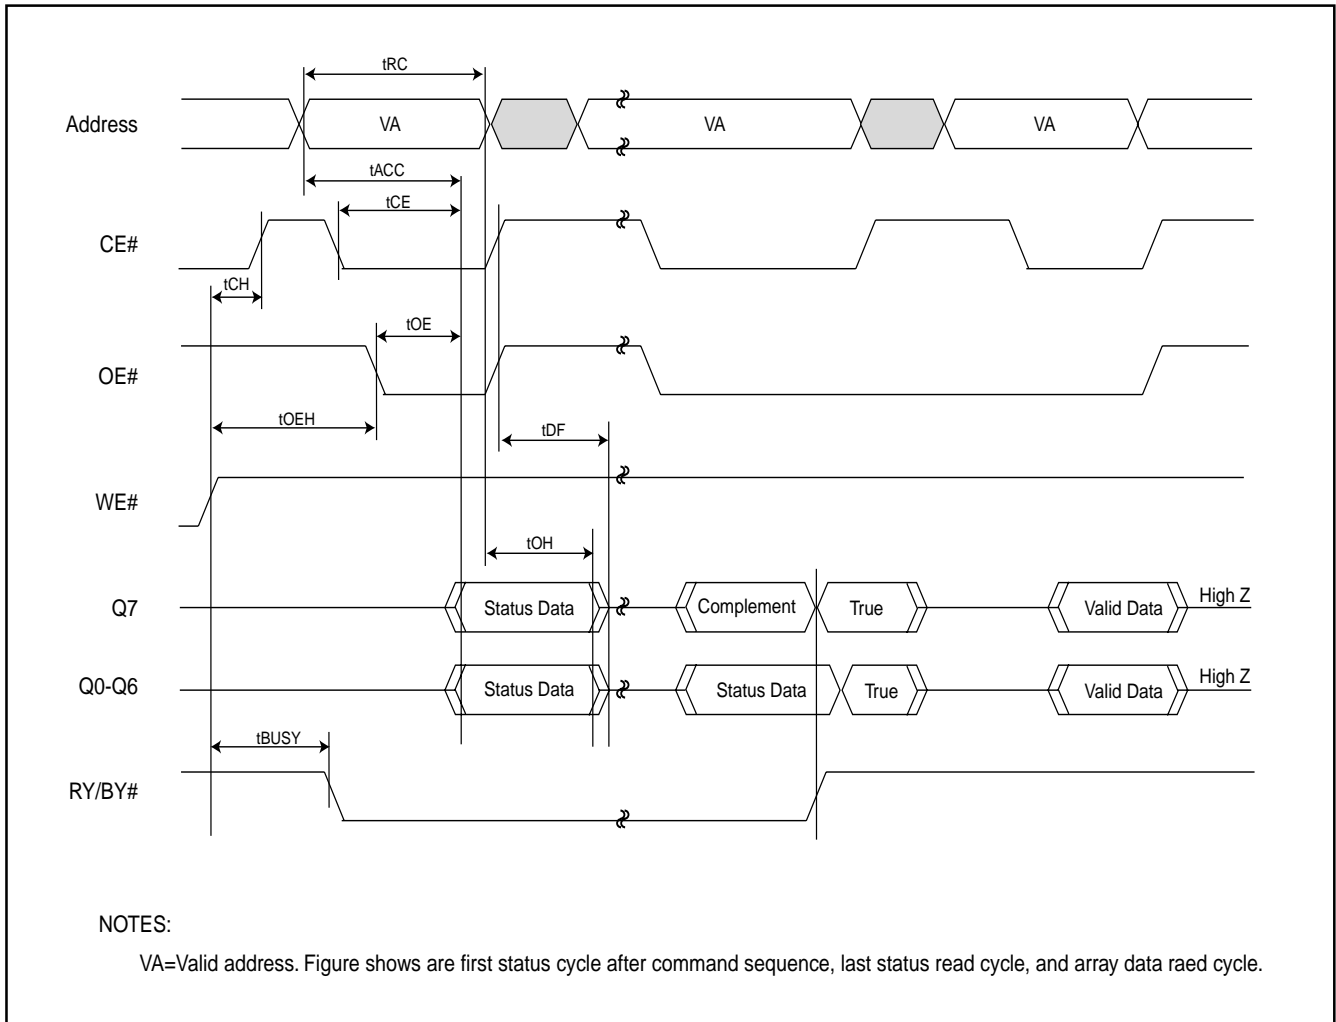 tRC
Address
VA
VA
VA
tACC
tCE
CE#
tCH
tOE
OE#
tOEH
tDF
WE#
tOH
Q7
Status Data
Complement
True
Valid Data
High Z
Q0-Q6
Status Data
Status Data
True
Valid Data
High Z
tBUSY
RY/BY#
NOTES:
VA=Valid address. Figure shows are first status cycle after command sequence, last status read cycle, and array data raed cycle.